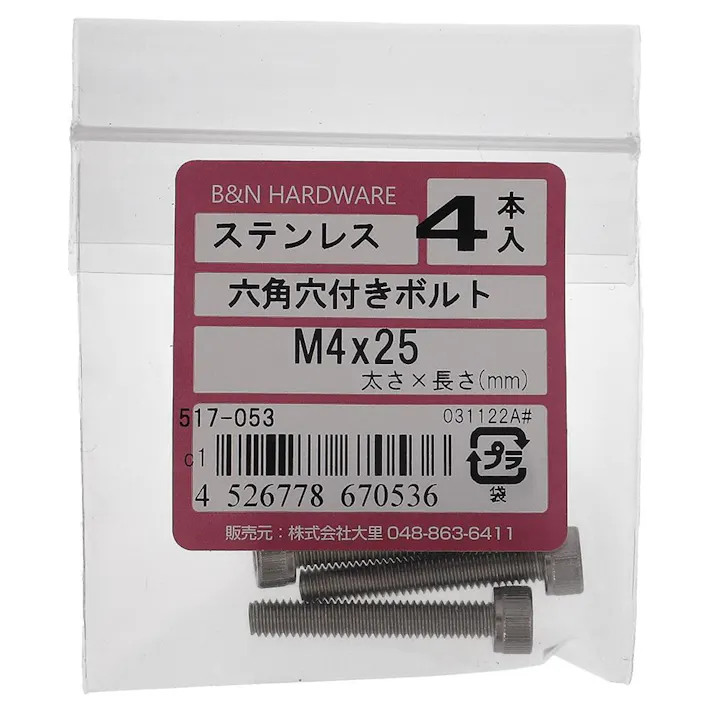 B&N HARDWARE
ステンレス
4本入
六角穴付きボルト
M4x25
太さ×長さ(mm)
517-053
031122A#
c1
プラ
袋
4 526778 670536
販売元：株式会社大里 048-863-6411